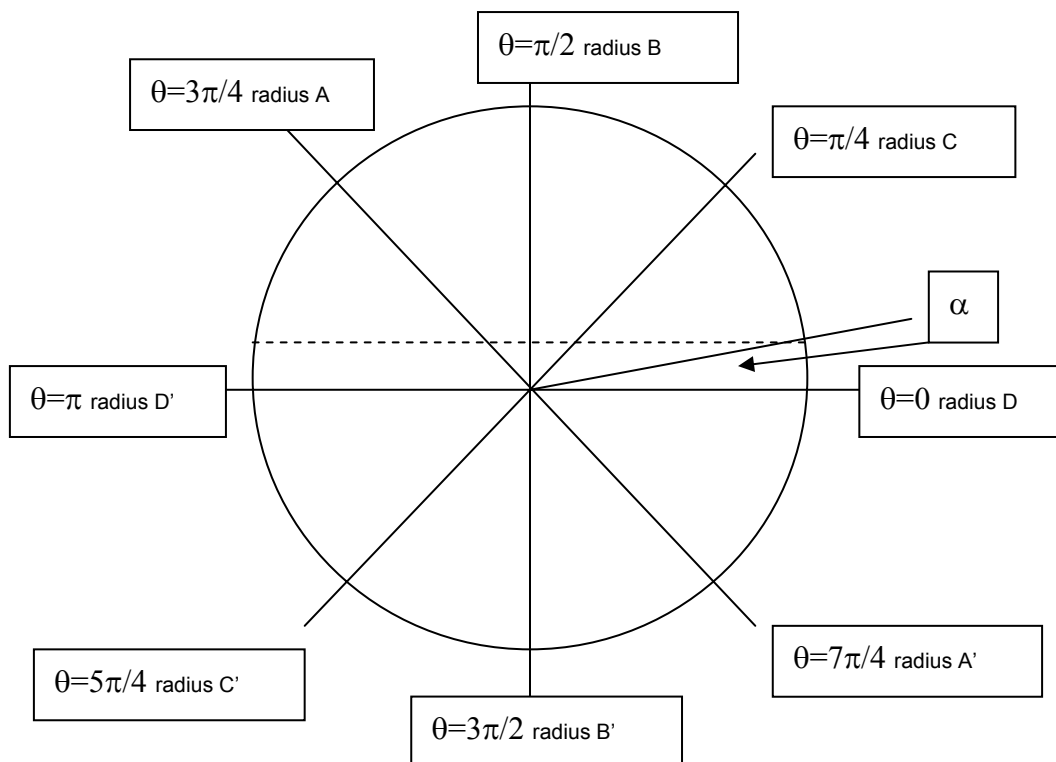 θ=π/2 radius B
θ=3π/4 radius A
θ=π/4 radius C
α
θ=π radius D’
θ=0 radius D
θ=5π/4 radius C’
θ=7π/4 radius A’
θ=3π/2 radius B’